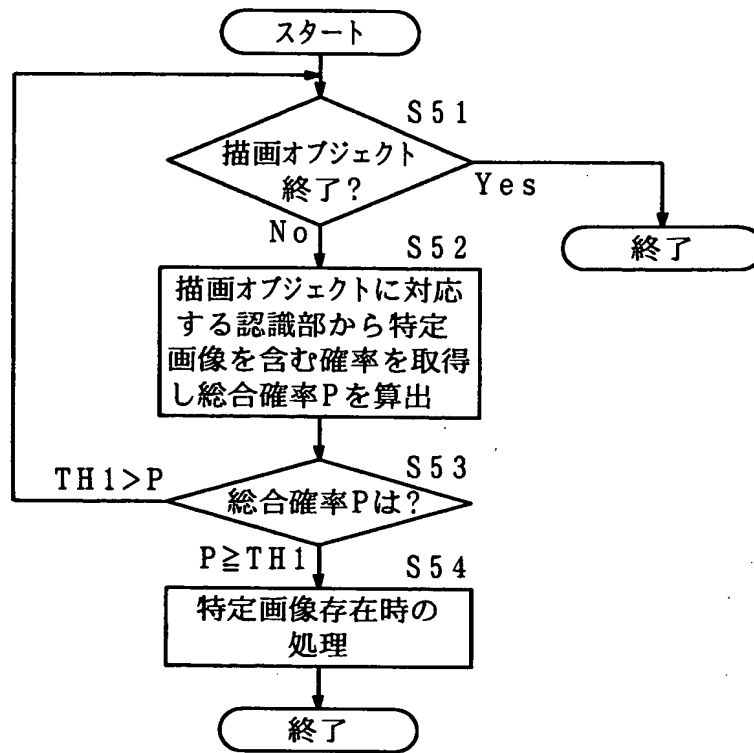 スタート
S51
描画オブジェクト
終了?
Yes
No
終了
S52
描画オブジェクトに対応
する認識部から特定
画像を含む確率を取得
し総合確率Pを算出
S53
TH1>P
総合確率Pは?
P≧TH1
S54
特定画像存在時の
処理
終了